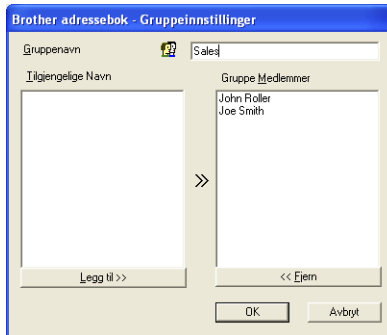 Brother adressebok - Gruppeinnstillinger
Gruppenavn
Sales
Tilgjengelige Navn
Gruppe Medlemmer
John Roller
Joe Smith
Legg til >>
<< Fjern
OK
Avbryt